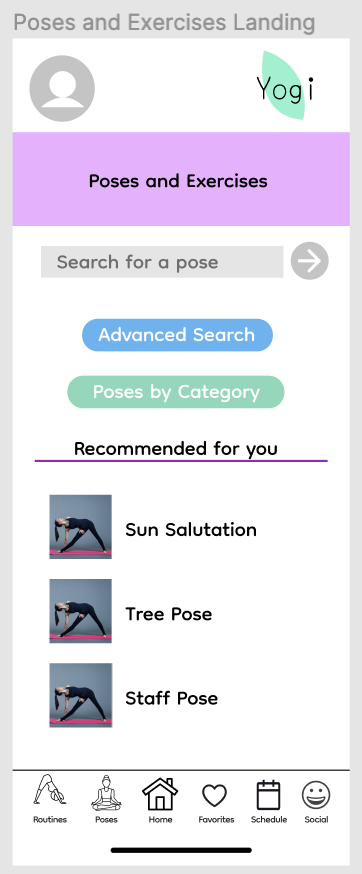 Poses and Exercises Landing
Yogi
Poses and Exercises
Search for a pose
Advanced Search
Poses by Category
Recommended for you
Sun Salutation
Tree Pose
Staff Pose
Routines Poses Home Favorites Schedule Social